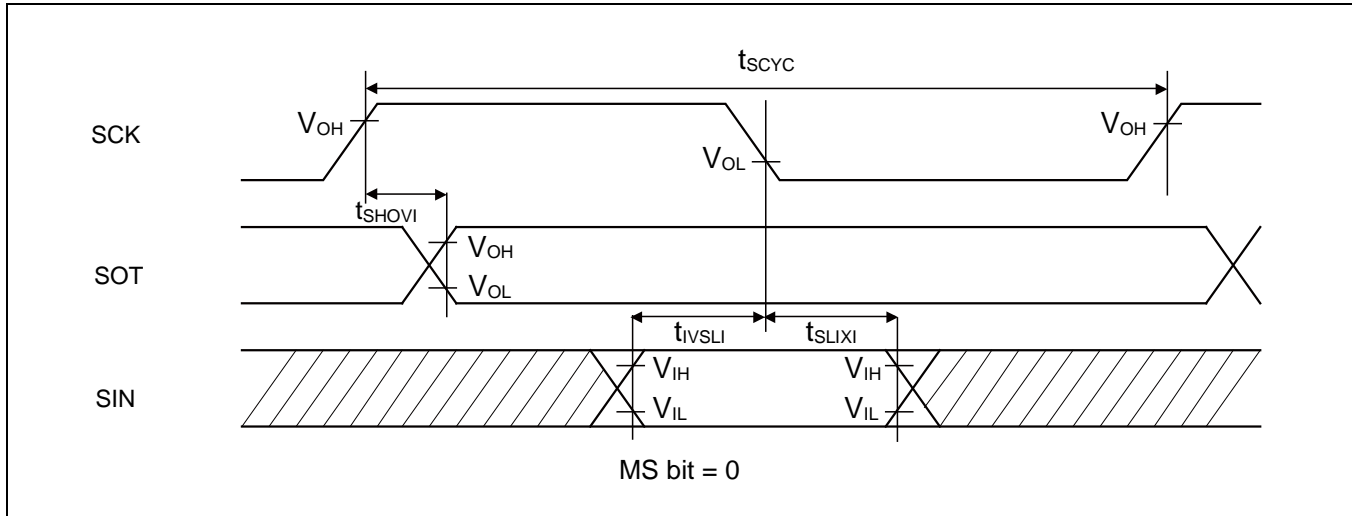 tSCYC
SCK
VOH
VOH
VOL
tSHOVI
SOT
VOH
VOL
tIVSLI
tSLIXI
SIN
VIH
VIH
VIL
VIL
MS bit = 0